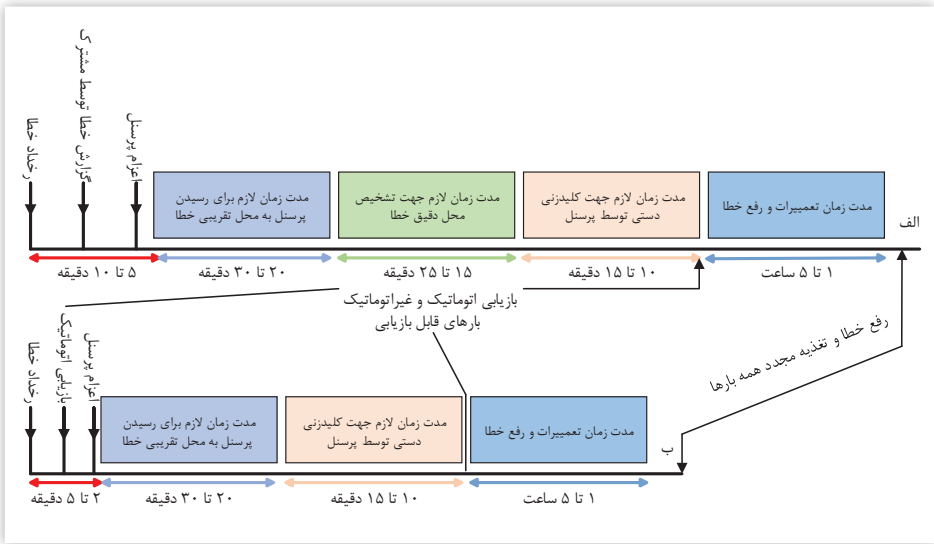 رخداد خطا
گزارش خطا توسط مشترک
اعزام پرسنل
مدت زمان لازم برای رسیدن
پرسنل به محل تقریبی خطا
مدت زمان لازم جهت تشخیص
محل دقیق خطا
مدت زمان لازم جهت کلیدزنی
دستی توسط پرسنل
مدت زمان تعمییرات و رفع خطا
الف
۵ تا ۱۰ دقیقه
۲۰ تا ۳۰ دقیقه
۱۵ تا ۲۵ دقیقه
۱۰ تا ۱۵ دقیقه
۱ تا ۵ ساعت
بازیابی اتوماتیک و غیراتوماتیک
بارهای قابل بازیابی
رفع خطا و تغذیه مجدد همه بارها
رخداد خطا
بازیابی اتوماتیک
اعزام پرسنل
مدت زمان لازم برای رسیدن
پرسنل به محل تقریبی خطا
مدت زمان لازم جهت کلیدزنی
دستی توسط پرسنل
مدت زمان تعمییرات و رفع خطا
ب
۲ تا ۵ دقیقه
۲۰ تا ۳۰ دقیقه
۱۰ تا ۱۵ دقیقه
۱ تا ۵ ساعت